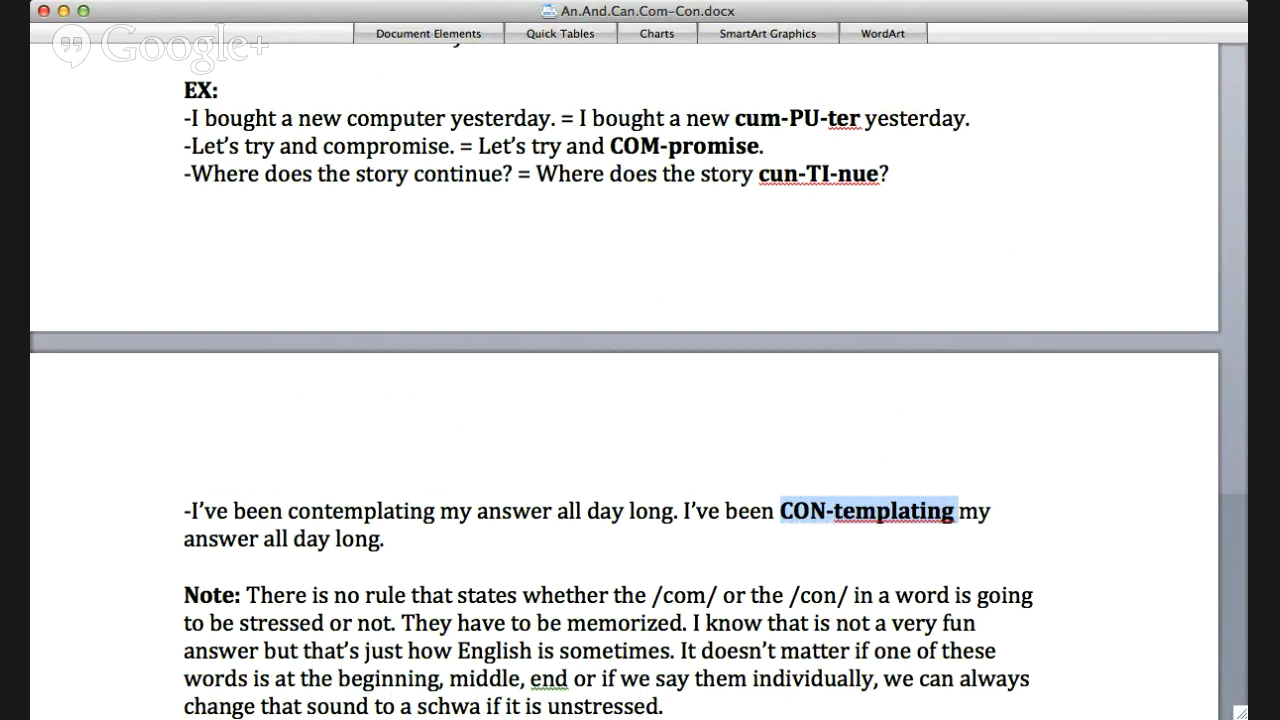 An.And.Can.Com-Con.docx
Document Elements Quick Tables Charts SmartArt Graphics WordArt
Google+
EX:
-I bought a new computer yesterday. = I bought a new cum-PU-ter yesterday.
-Let's try and compromise. = Let's try and COM-promise.
-Where does the story continue? = Where does the story cun-TI-nue?
-I've been contemplating my answer all day long. I've been CON-templating my
answer all day long.
Note: There is no rule that states whether the /com/ or the /con/ in a word is going
to be stressed or not. They have to be memorized. I know that is not a very fun
answer but that's just how English is sometimes. It doesn't matter if one of these
words is at the beginning, middle, end or if we say them individually, we can always
change that sound to a schwa if it is unstressed.